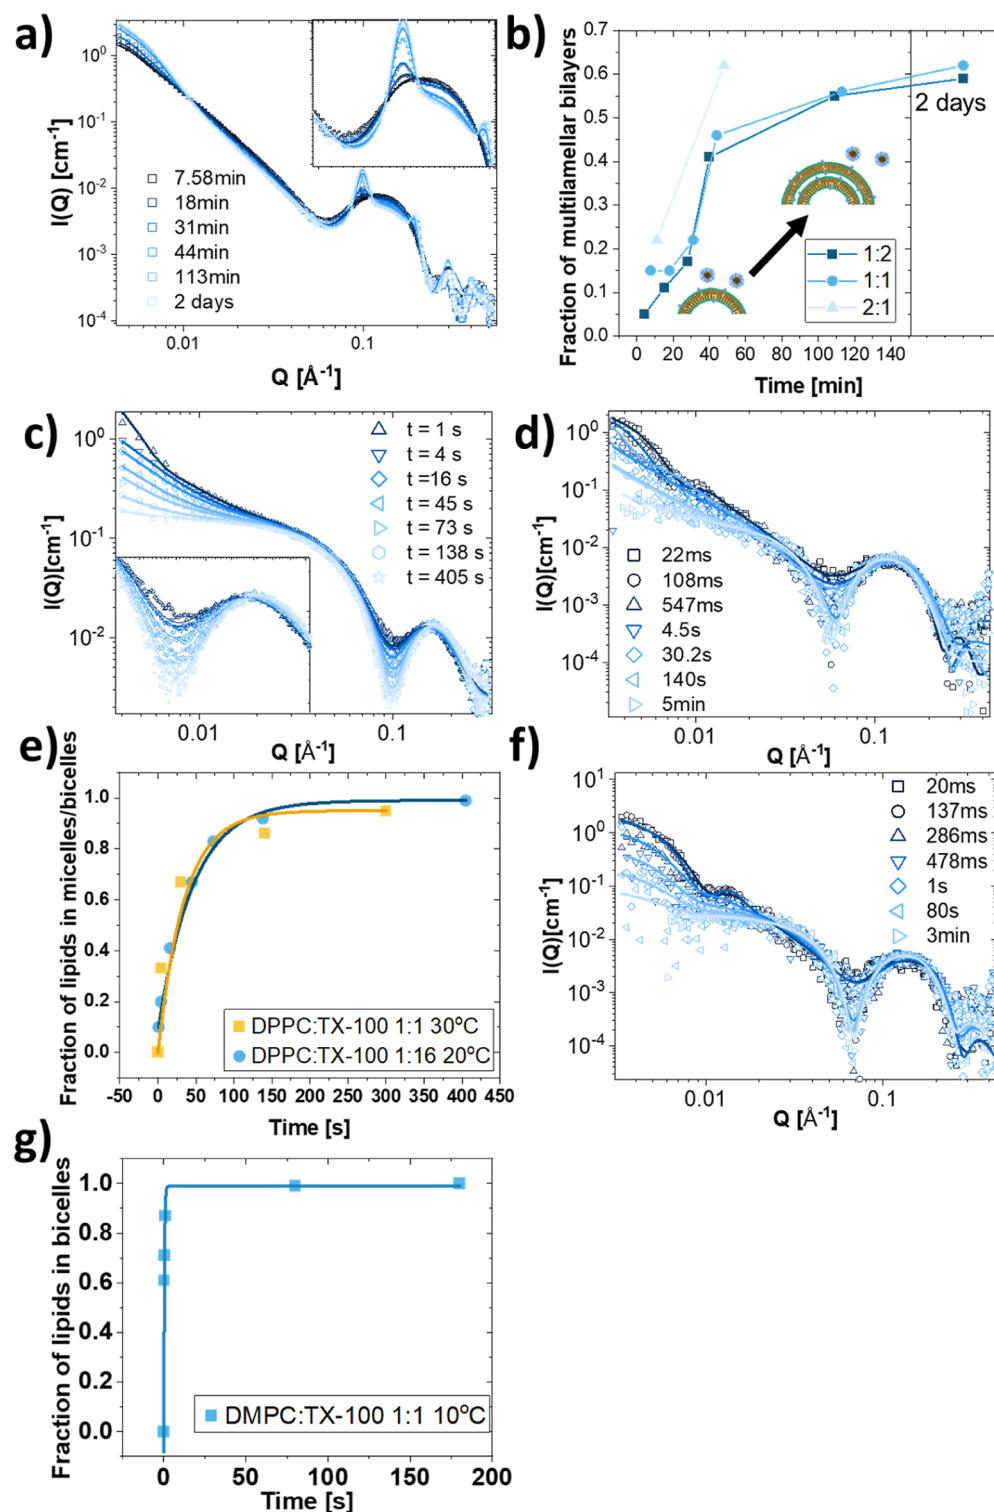 a)
I(Q) [cm⁻¹]
10⁰
10⁻¹
10⁻²
10⁻³
10⁻⁴
7.58min
18min
31min
44min
113min
2 days
0.01
0.1
Q [Å⁻¹]
b)
Fraction of multilamellar bilayers
0.7
0.6
0.5
0.4
0.3
0.2
0.1
0.0
2 days
1:2
1:1
2:1
0 20 40 60 80 100 120 140
Time [min]
c)
I(Q)[cm⁻¹]
10⁰
10⁻¹
10⁻²
t = 1 s
t = 4 s
t =16 s
t = 45 s
t = 73 s
t = 138 s
t = 405 s
0.01
0.1
Q [Å⁻¹]
d)
I(Q)[cm⁻¹]
10⁰
10⁻¹
10⁻²
10⁻³
10⁻⁴
22ms
108ms
547ms
4.5s
30.2s
140s
5min
0.01
0.1
Q [Å⁻¹]
e)
Fraction of lipids in micelles/bicelles
1.0
0.8
0.6
0.4
0.2
0.0
DPPC:TX-100 1:1 30ºC
DPPC:TX-100 1:16 20ºC
-50 0 50 100 150 200 250 300 350 400 450
Time [s]
f)
I(Q)[cm⁻¹]
10¹
10⁰
10⁻¹
10⁻²
10⁻³
10⁻⁴
20ms
137ms
286ms
478ms
1s
80s
3min
0.01
0.1
Q [Å⁻¹]
g)
Fraction of lipids in bicelles
1.0
0.8
0.6
0.4
0.2
0.0
DMPC:TX-100 1:1 10ºC
0 50 100 150 200
Time [s]